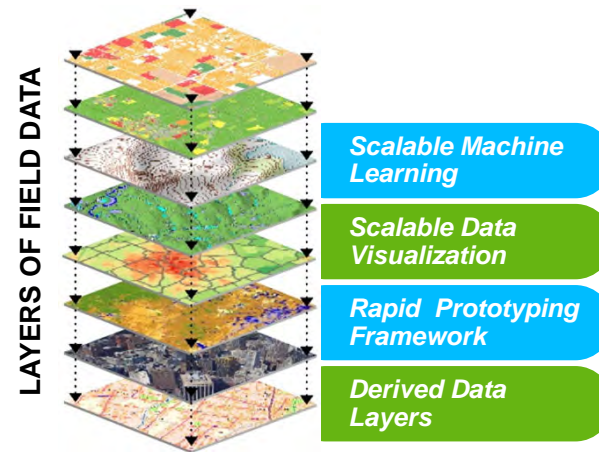 LAYERS OF FIELD DATA
Scalable Machine
Learning
Scalable Data
Visualization
Rapid Prototyping
Framework
Derived Data
Layers